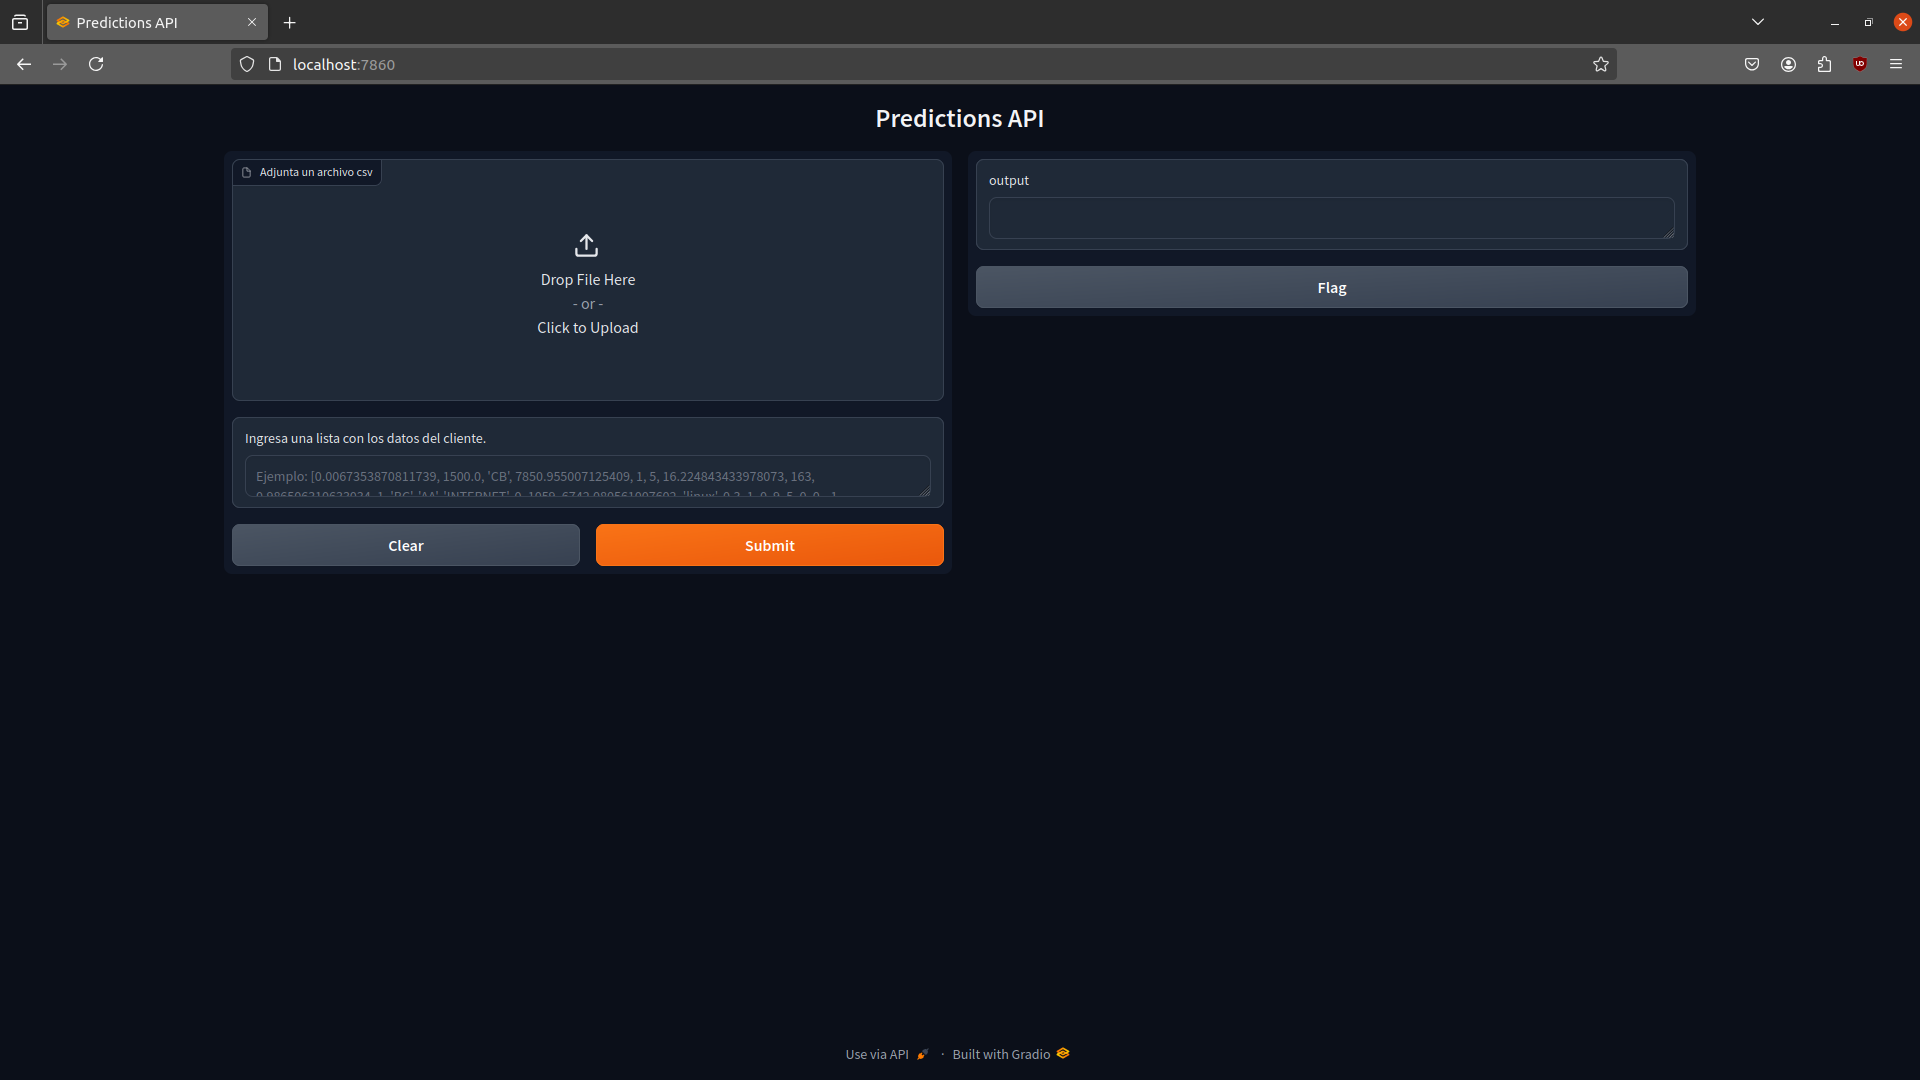 Predictions API
localhost:7860
Predictions API
Adjunta un archivo csv
Drop File Here
- or -
Click to Upload
Ingresa una lista con los datos del cliente.
Ejemplo: [0.0067353870811739, 1500.0, 'CB', 7850.955007125409, 1, 5, 16.224843433978073, 163,
Clear
Submit
output
Flag
Use via API
·
Built with Gradio